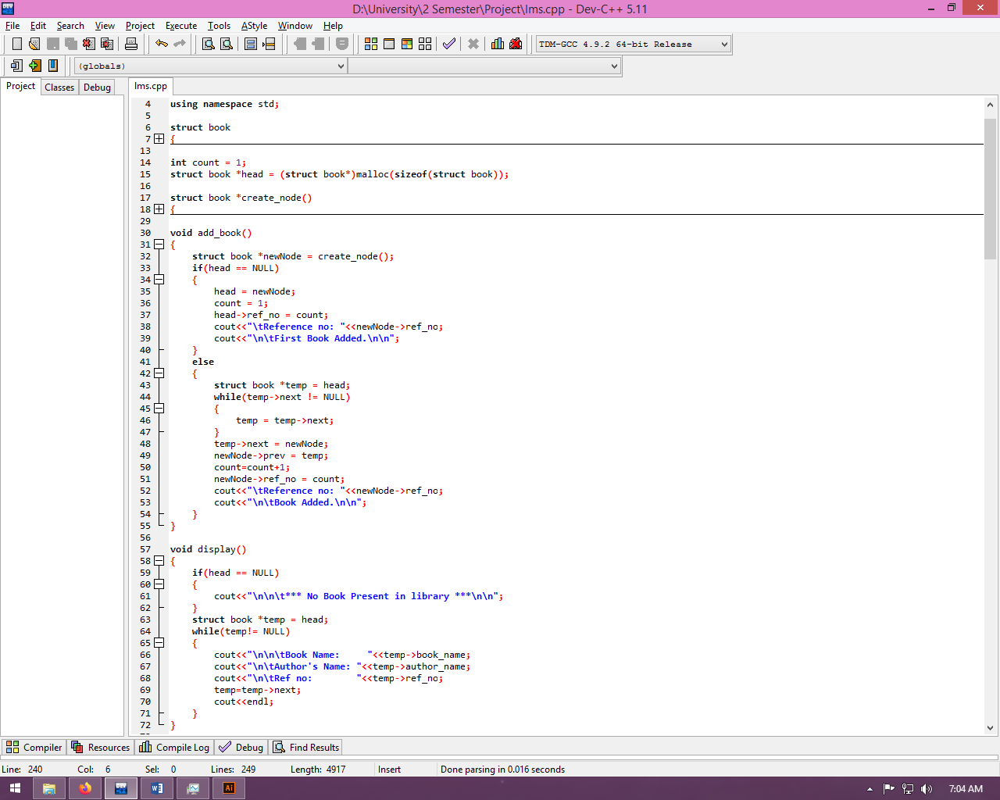 D:\University\2 Semester\Project\lms.cpp - Dev-C++ 5.11
File Edit Search View Project Execute Tools AStyle Window Help
TDM-GCC 4.9.2 64-bit Release
(globals)
Project Classes Debug
lms.cpp
4 using namespace std;
5
6 struct book
7 {
13
14 int count = 1;
15 struct book *head = (struct book*)malloc(sizeof(struct book));
16
17 struct book *create_node()
18 {
29
30 void add_book()
31 {
32     struct book *newNode = create_node();
33     if(head == NULL)
34     {
35         head = newNode;
36         count = 1;
37         head->ref_no = count;
38         cout<<"\tReference no: "<<newNode->ref_no;
39         cout<<"\n\tFirst Book Added.\n\n";
40     }
41     else
42     {
43         struct book *temp = head;
44         while(temp->next != NULL)
45         {
46             temp = temp->next;
47         }
48         temp->next = newNode;
49         newNode->prev = temp;
50         count=count+1;
51         newNode->ref_no = count;
52         cout<<"\tReference no: "<<newNode->ref_no;
53         cout<<"\n\tBook Added.\n\n";
54     }
55 }
56
57 void display()
58 {
59     if(head == NULL)
60     {
61         cout<<"\n\n\t*** No Book Present in library ***\n\n";
62     }
63     struct book *temp = head;
64     while(temp!= NULL)
65     {
66         cout<<"\n\n\tBook Name:     "<<temp->book_name;
67         cout<<"\n\tAuthor's Name: "<<temp->author_name;
68         cout<<"\n\tRef no:        "<<temp->ref_no;
69         temp=temp->next;
70         cout<<endl;
71     }
72 }
Compiler Resources Compile Log Debug Find Results
Line: 240 Col: 6 Sel: 0 Lines: 249 Length: 4917 Insert Done parsing in 0.016 seconds
7:04 AM